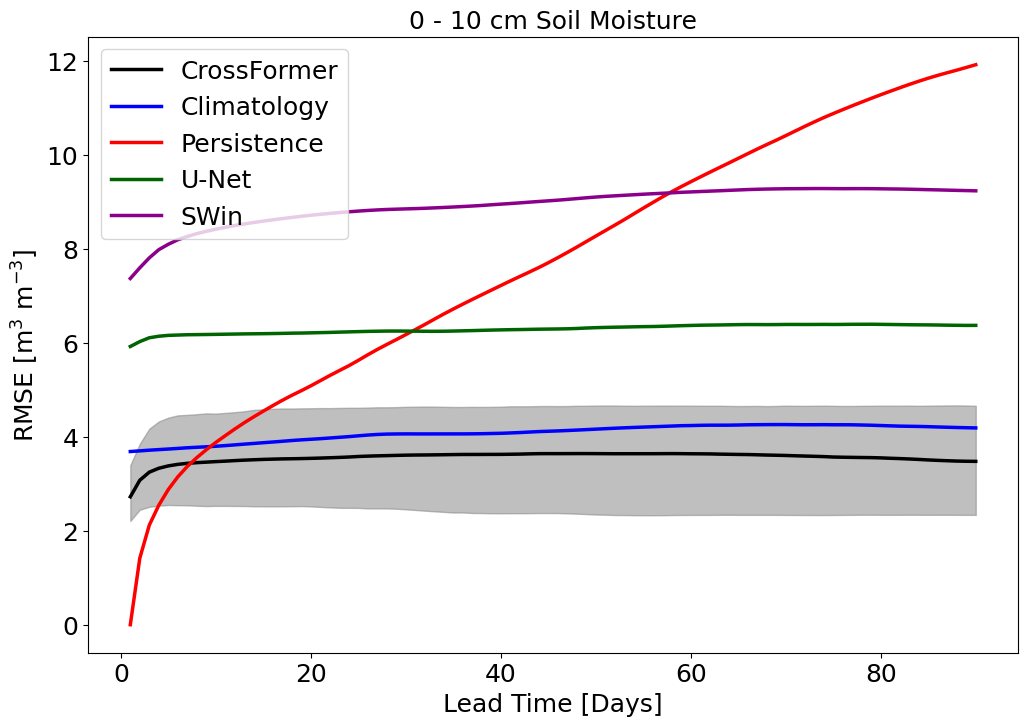 0 - 10 cm Soil Moisture
RMSE [m³ m⁻³]
12
10
8
6
4
2
0
CrossFormer
Climatology
Persistence
U-Net
SWin
0 20 40 60 80
Lead Time [Days]